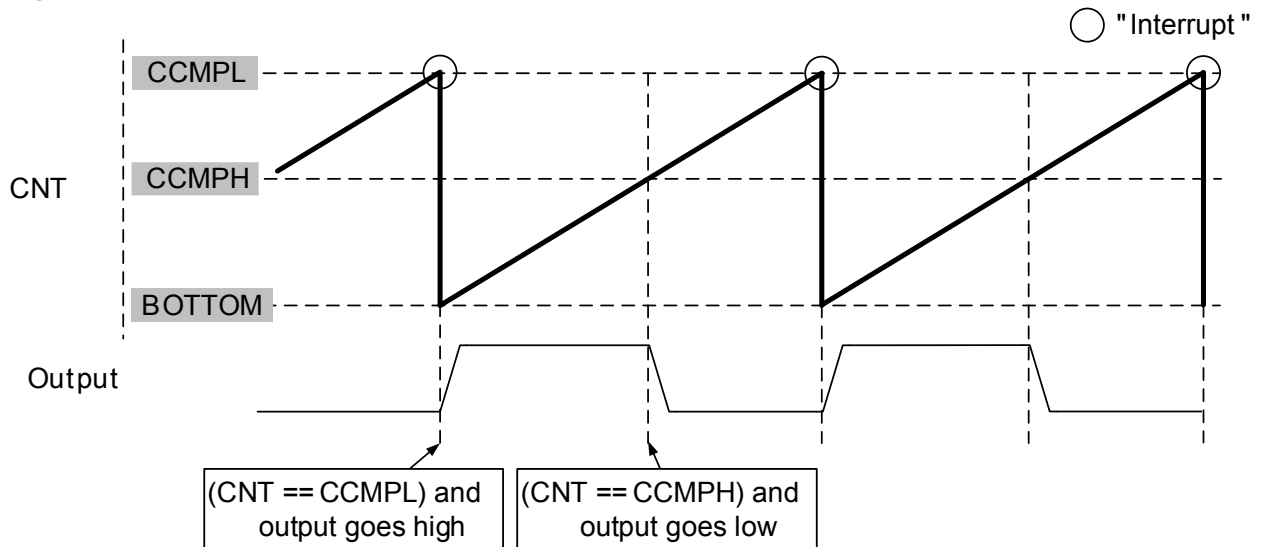 "Interrupt"
CCMPL
CNT
CCMPH
BOTTOM
Output
(CNT == CCMPL) and
output goes high
(CNT == CCMPH) and
output goes low